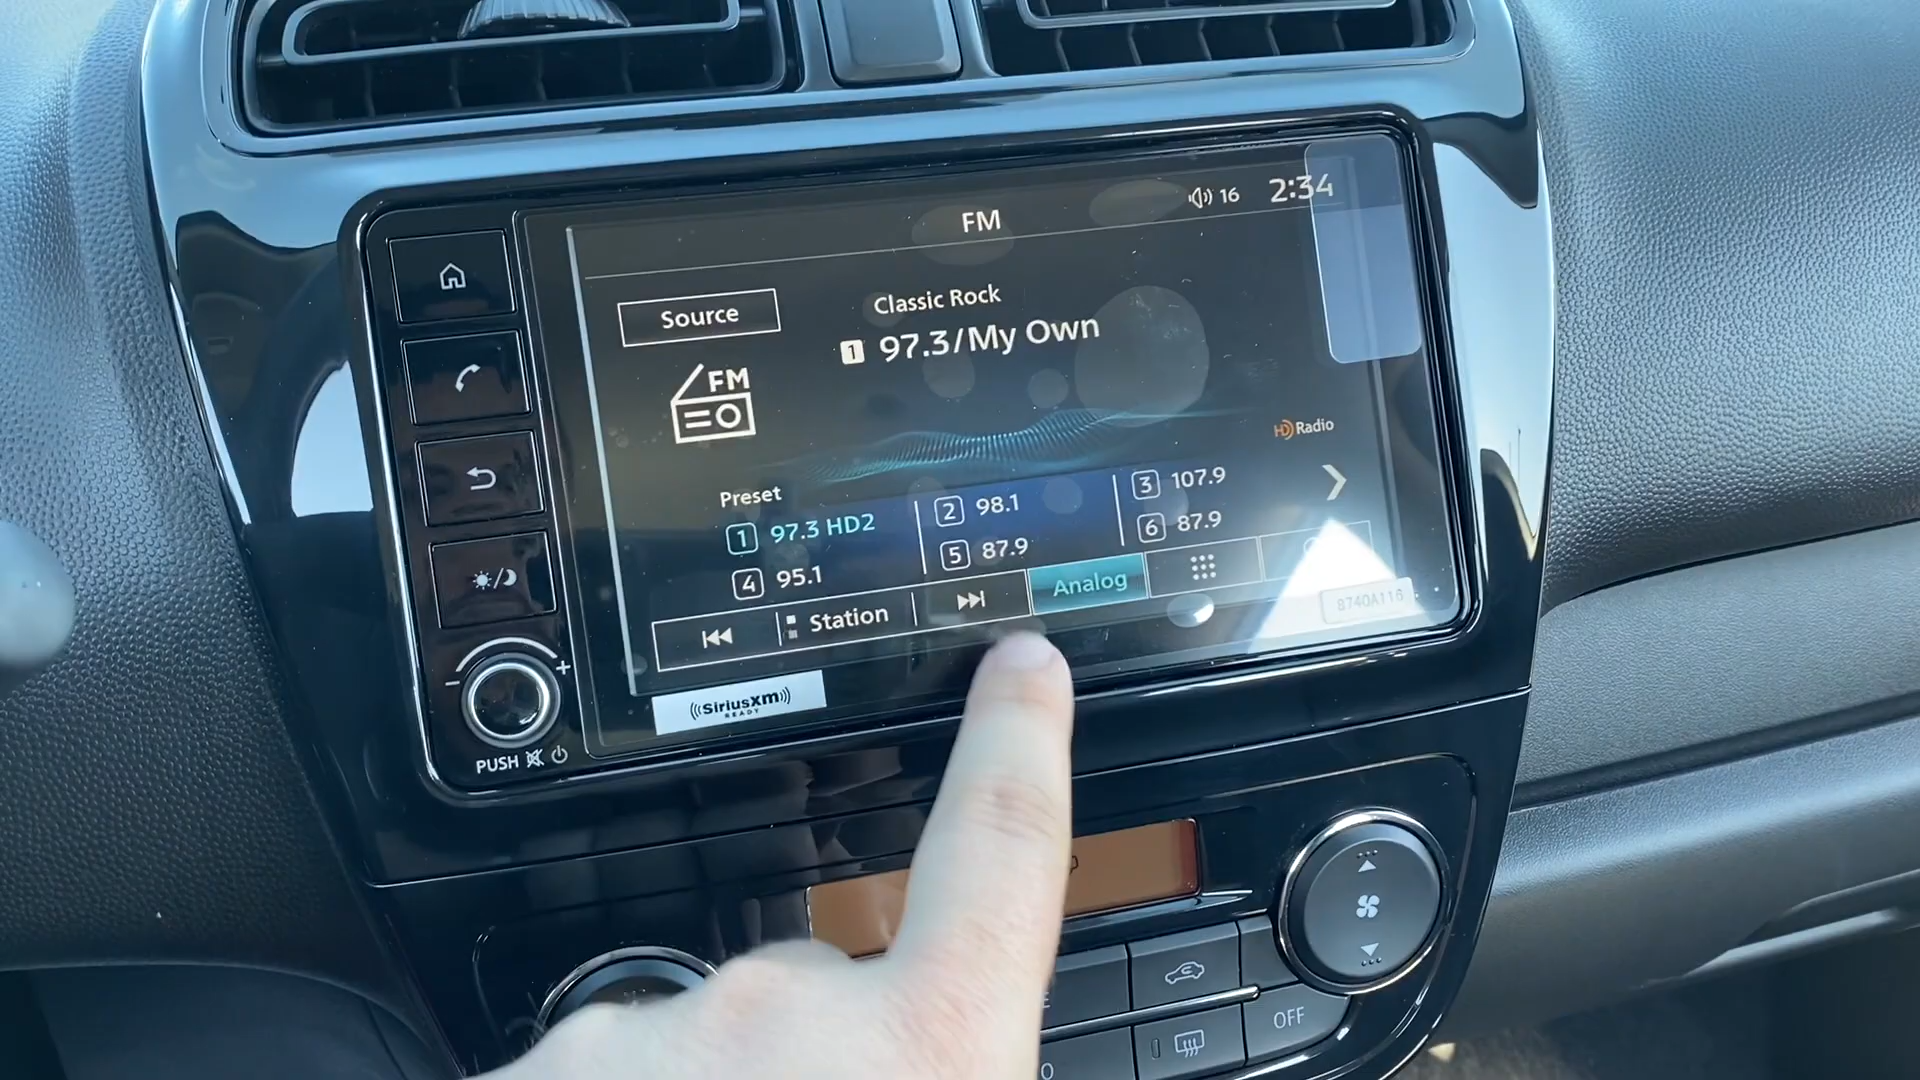 FM
16
2:34
Source
Classic Rock
1 97.3/My Own
FM
HD Radio
Preset
1 97.3 HD2
2 98.1
3 107.9
4 95.1
5 87.9
6 87.9
Station
Analog
8740A116
((SiriusXM))
READY
- +
PUSH
OFF